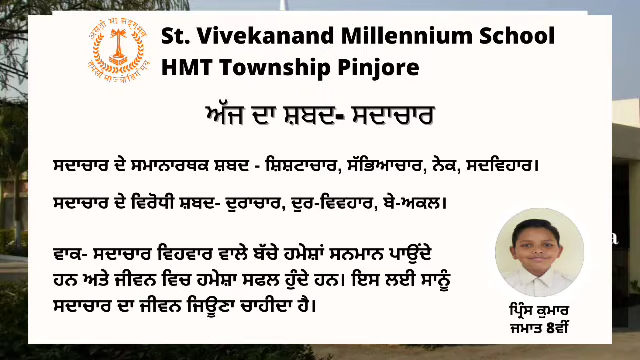 St. Vivekanand Millennium School
HMT Township Pinjore
ਅੱਜ ਦਾ ਸ਼ਬਦ- ਸਦਾਚਾਰ
ਸਦਾਚਾਰ ਦੇ ਸਮਾਨਾਰਥਕ ਸ਼ਬਦ - ਸ਼ਿਸ਼ਟਾਚਾਰ, ਸੱਭਿਆਚਾਰ, ਨੇਕ, ਸਦਵਿਹਾਰ।
ਸਦਾਚਾਰ ਦੇ ਵਿਰੋਧੀ ਸ਼ਬਦ- ਦੁਰਾਚਾਰ, ਦੁਰ-ਵਿਵਹਾਰ, ਬੇ-ਅਕਲ।
ਵਾਕ- ਸਦਾਚਾਰ ਵਿਹਵਾਰ ਵਾਲੇ ਬੱਚੇ ਹਮੇਸ਼ਾਂ ਸਨਮਾਨ ਪਾਉਂਦੇ
ਹਨ ਅਤੇ ਜੀਵਨ ਵਿਚ ਹਮੇਸ਼ਾ ਸਫਲ ਹੁੰਦੇ ਹਨ। ਇਸ ਲਈ ਸਾਨੂੰ
ਸਦਾਚਾਰ ਦਾ ਜੀਵਨ ਜਿਊਣਾ ਚਾਹੀਦਾ ਹੈ।
ਪ੍ਰਿੰਸ ਕੁਮਾਰ
ਜਮਾਤ 8ਵੀਂ